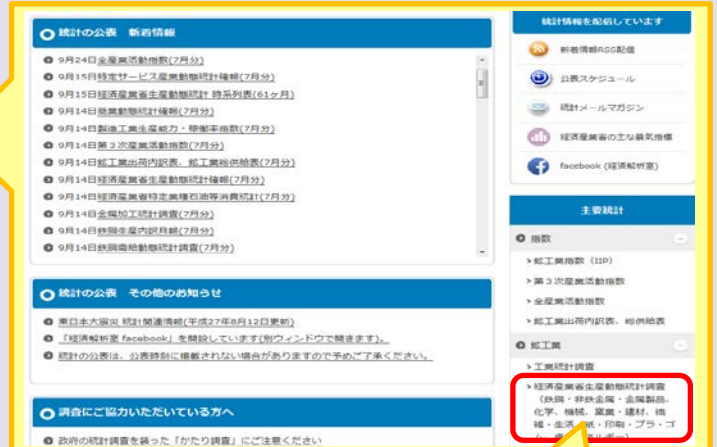 統計の公表 新着情報
9月24日全産業活動指数(7月分)
9月15日特定サービス産業動態統計確報(7月分)
9月15日経済産業省生産動態統計 時系列表(61ヶ月)
9月14日商業動態統計確報(7月分)
9月14日製造工業生産能力・稼働率指数(7月分)
9月14日第3次産業活動指数(7月分)
9月14日鉱工業出荷内訳表、鉱工業総供給表(7月分)
9月14日経済産業省生産動態統計確報(7月分)
9月14日経済産業省特定業種石油等消費統計(7月分)
9月14日金属加工統計調査(7月分)
9月14日鉄鋼生産内訳月報(7月分)
9月14日鉄鋼需給動態統計調査(7月分)
統計の公表 その他のお知らせ
東日本大震災 統計関連情報(平成27年8月12日更新)
「経済解析室 facebook」を開設しています(別ウィンドウで開きます)。
統計の公表は、公表時刻に掲載されない場合がありますので予めご了承ください。
調査にご協力いただいている方へ
政府の統計調査を装った「かたり調査」にご注意ください
統計情報を配信しています
新着情報RSS配信
公表スケジュール
統計メールマガジン
経済産業省の主な景気指標
facebook (経済解析室)
主要統計
指数
鉱工業指数（IIP）
第3次産業活動指数
全産業活動指数
鉱工業出荷内訳表、総供給表
鉱工業
工業統計調査
経済産業省生産動態統計調査
（鉄鋼・非鉄金属・金属製品、
化学、機械、窯業・建材、繊
維・生活 紙・印刷・プラ・ゴ